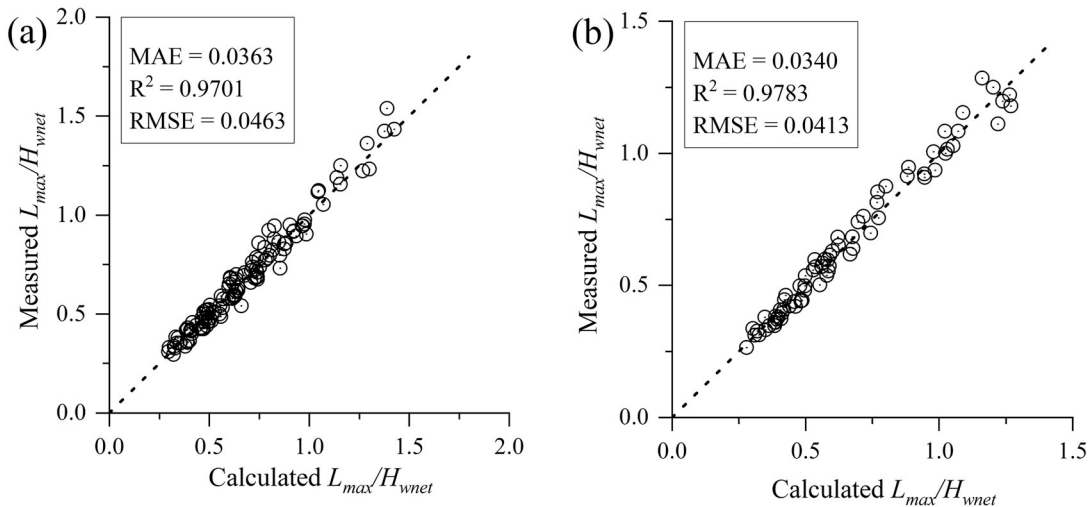 (a)
MAE = 0.0363
R² = 0.9701
RMSE = 0.0463
Measured L_max/H_wnet
2.0
1.5
1.0
0.5
0.0
0.0 0.5 1.0 1.5 2.0
Calculated L_max/H_wnet
(b)
MAE = 0.0340
R² = 0.9783
RMSE = 0.0413
Measured L_max/H_wnet
1.5
1.0
0.5
0.0
0.0 0.5 1.0 1.5
Calculated L_max/H_wnet